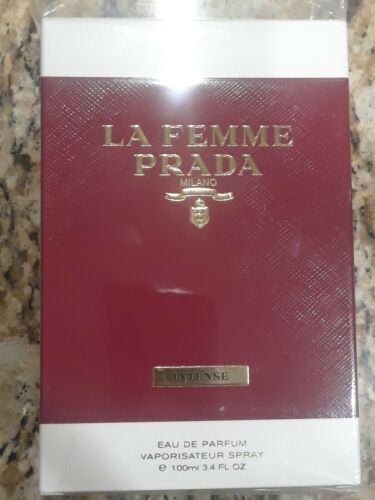 LA FEMME
PRADA
MILANO
INTENSE
EAU DE PARFUM
VAPORISATEUR SPRAY
℮ 100ml 3.4 FL OZ